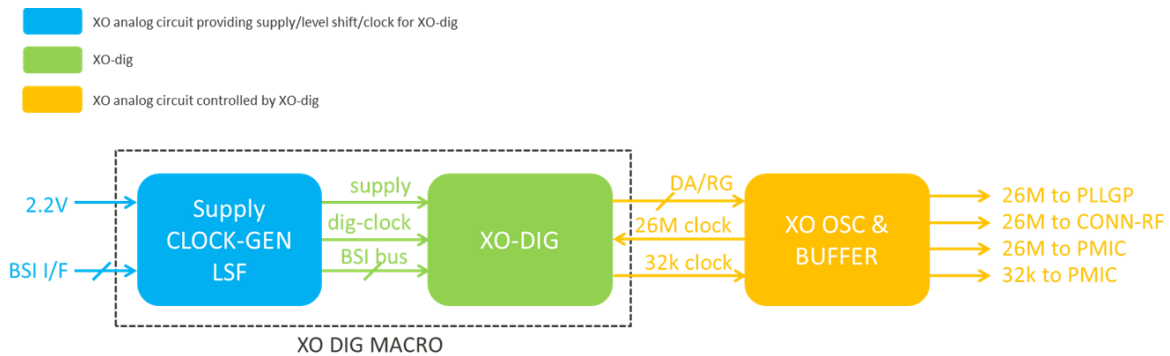 XO analog circuit providing supply/level shift/clock for XO-dig
XO-dig
XO analog circuit controlled by XO-dig
2.2V
BSI I/F
Supply
CLOCK-GEN
LSF
supply
dig-clock
BSI bus
XO-DIG
DA/RG
26M clock
32k clock
XO OSC &
BUFFER
26M to PLLGP
26M to CONN-RF
26M to PMIC
32k to PMIC
XO DIG MACRO